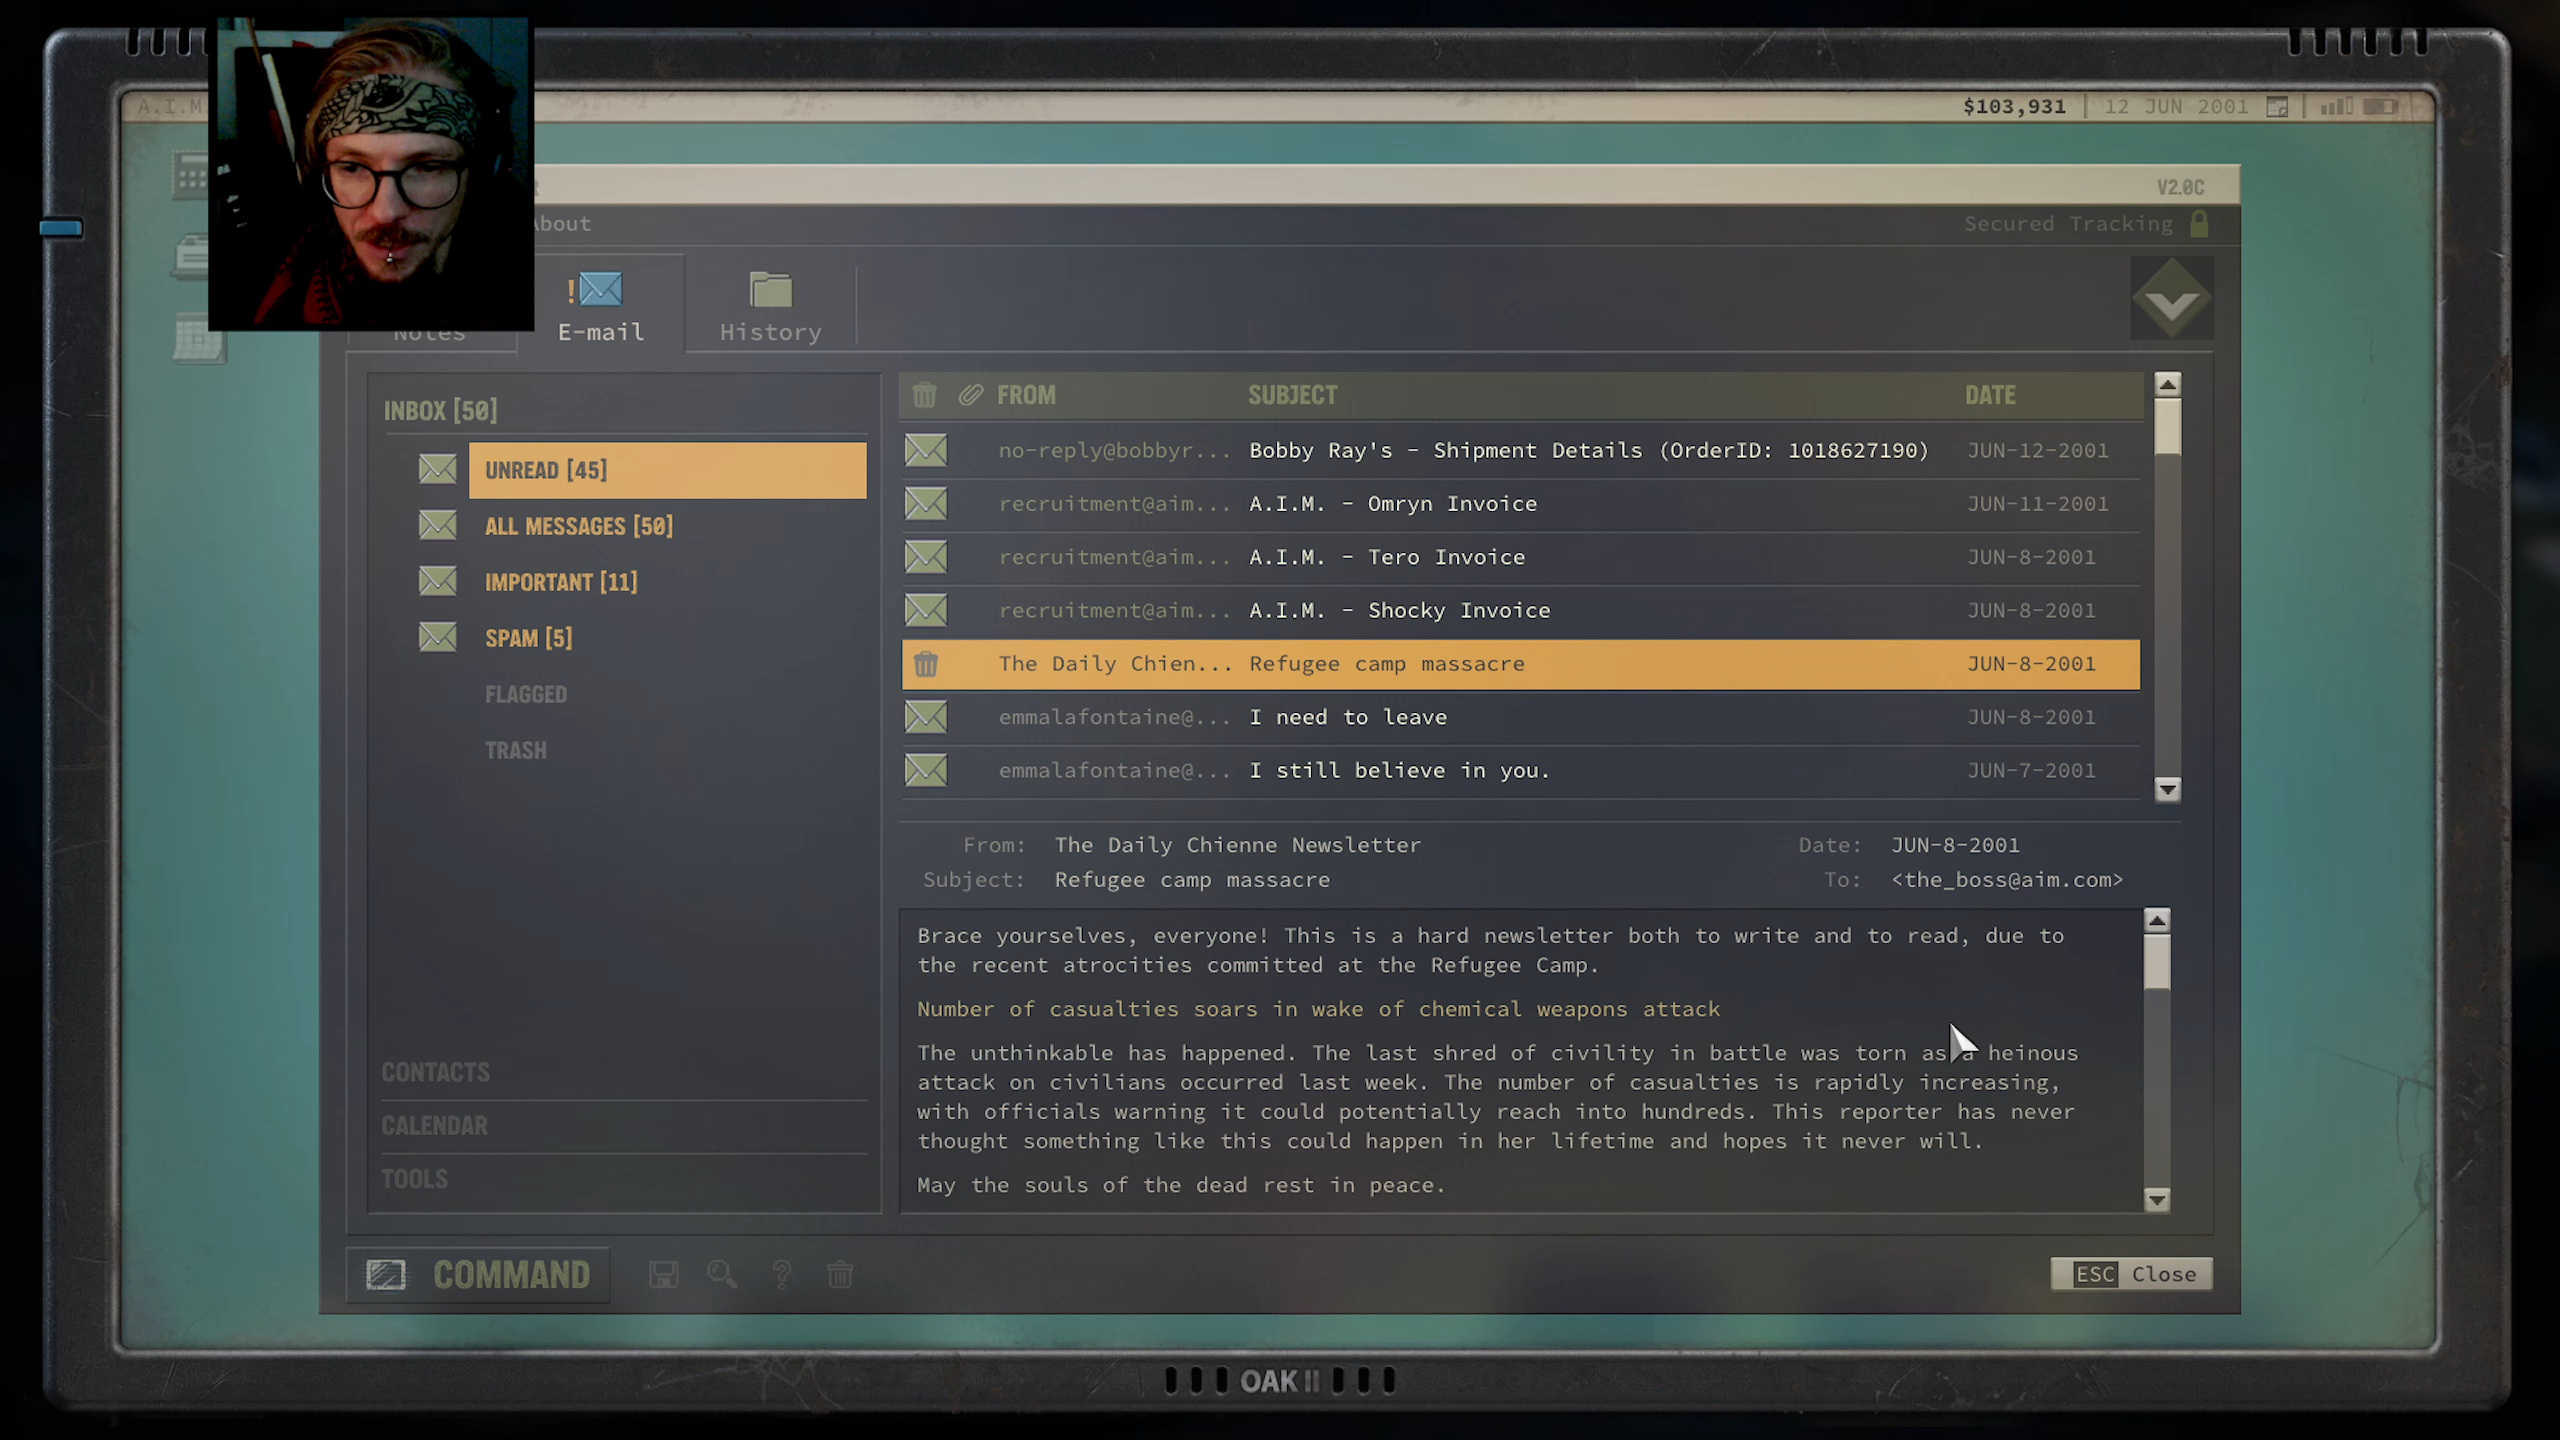 A.I.M.
$103,931
12 JUN 2001
V2.0C
About
Secured Tracking
Notes
E-mail
History
INBOX [50]
UNREAD [45]
ALL MESSAGES [50]
IMPORTANT [11]
SPAM [5]
FLAGGED
TRASH
CONTACTS
CALENDAR
TOOLS
FROM SUBJECT DATE
no-reply@bobbyr... Bobby Ray's - Shipment Details (OrderID: 1018627190) JUN-12-2001
recruitment@aim... A.I.M. - Omryn Invoice JUN-11-2001
recruitment@aim... A.I.M. - Tero Invoice JUN-8-2001
recruitment@aim... A.I.M. - Shocky Invoice JUN-8-2001
The Daily Chien... Refugee camp massacre JUN-8-2001
emmalafontaine@... I need to leave JUN-8-2001
emmalafontaine@... I still believe in you. JUN-7-2001
From: The Daily Chienne Newsletter Date: JUN-8-2001
Subject: Refugee camp massacre To: <the_boss@aim.com>
Brace yourselves, everyone! This is a hard newsletter both to write and to read, due to
the recent atrocities committed at the Refugee Camp.
Number of casualties soars in wake of chemical weapons attack
The unthinkable has happened. The last shred of civility in battle was torn as a heinous
attack on civilians occurred last week. The number of casualties is rapidly increasing,
with officials warning it could potentially reach into hundreds. This reporter has never
thought something like this could happen in her lifetime and hopes it never will.
May the souls of the dead rest in peace.
COMMAND
ESC Close
OAK II